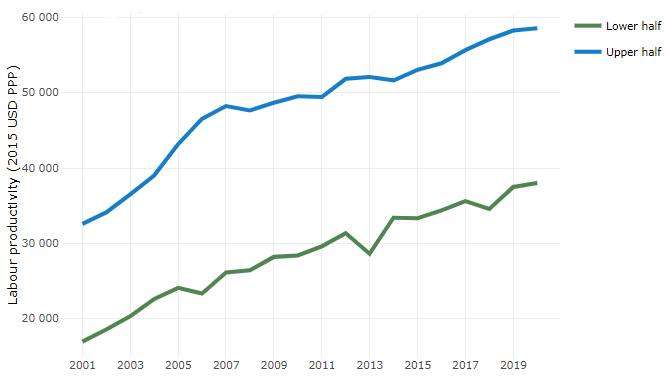 Labour productivity (2015 USD PPP)
60 000
50 000
40 000
30 000
20 000
2001 2003 2005 2007 2009 2011 2013 2015 2017 2019
Lower half
Upper half